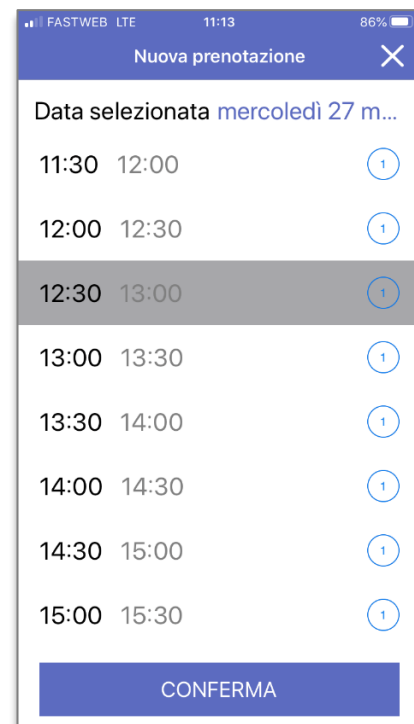 FASTWEB LTE 11:13 86%
Nuova prenotazione
Data selezionata mercoledì 27 m...
11:30 12:00 1
12:00 12:30 1
12:30 13:00 1
13:00 13:30 1
13:30 14:00 1
14:00 14:30 1
14:30 15:00 1
15:00 15:30 1
CONFERMA